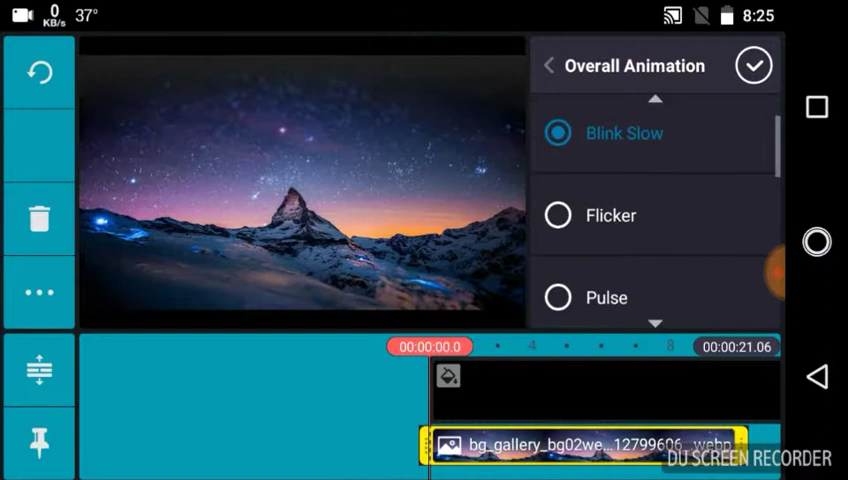 0
KB/s
37°
8:25
Overall Animation
Blink Slow
Flicker
Pulse
00:00:00.0
4
8
00:00:21.06
bg_gallery_bg02we...12799606_.webp
DU SCREEN RECORDER